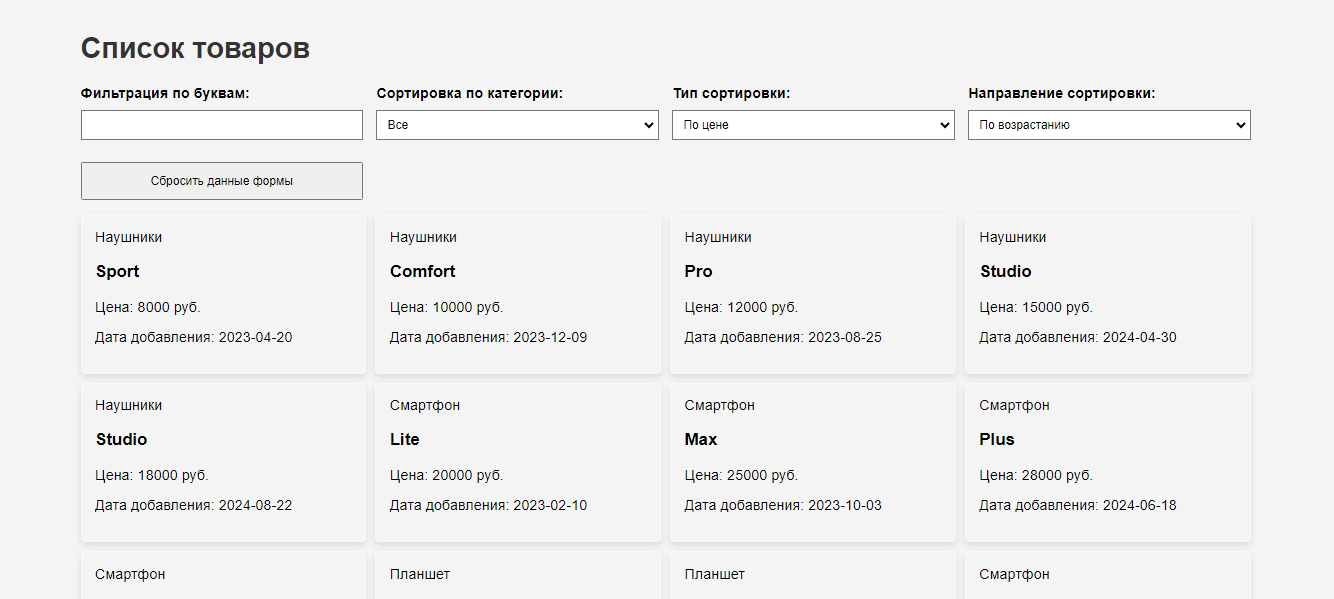 Список товаров
Фильтрация по буквам:
Сортировка по категории:
Тип сортировки:
Направление сортировки:
Все
По цене
По возрастанию
Сбросить данные формы
Наушники
Sport
Цена: 8000 руб.
Дата добавления: 2023-04-20
Наушники
Comfort
Цена: 10000 руб.
Дата добавления: 2023-12-09
Наушники
Pro
Цена: 12000 руб.
Дата добавления: 2023-08-25
Наушники
Studio
Цена: 15000 руб.
Дата добавления: 2024-04-30
Наушники
Studio
Цена: 18000 руб.
Дата добавления: 2024-08-22
Смартфон
Lite
Цена: 20000 руб.
Дата добавления: 2023-02-10
Смартфон
Max
Цена: 25000 руб.
Дата добавления: 2023-10-03
Смартфон
Plus
Цена: 28000 руб.
Дата добавления: 2024-06-18
Смартфон
Планшет
Планшет
Смартфон